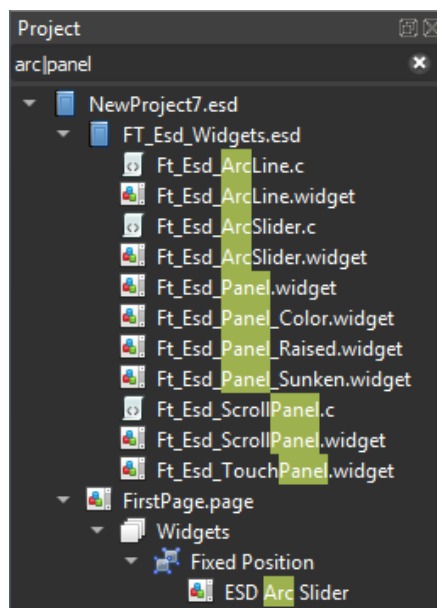 Project
arc|panel
NewProject7.esd
FT_Esd_Widgets.esd
Ft_Esd_ArcLine.c
Ft_Esd_ArcLine.widget
Ft_Esd_ArcSlider.c
Ft_Esd_ArcSlider.widget
Ft_Esd_Panel.widget
Ft_Esd_Panel_Color.widget
Ft_Esd_Panel_Raised.widget
Ft_Esd_Panel_Sunken.widget
Ft_Esd_ScrollPanel.c
Ft_Esd_ScrollPanel.widget
Ft_Esd_TouchPanel.widget
FirstPage.page
Widgets
Fixed Position
ESD Arc Slider